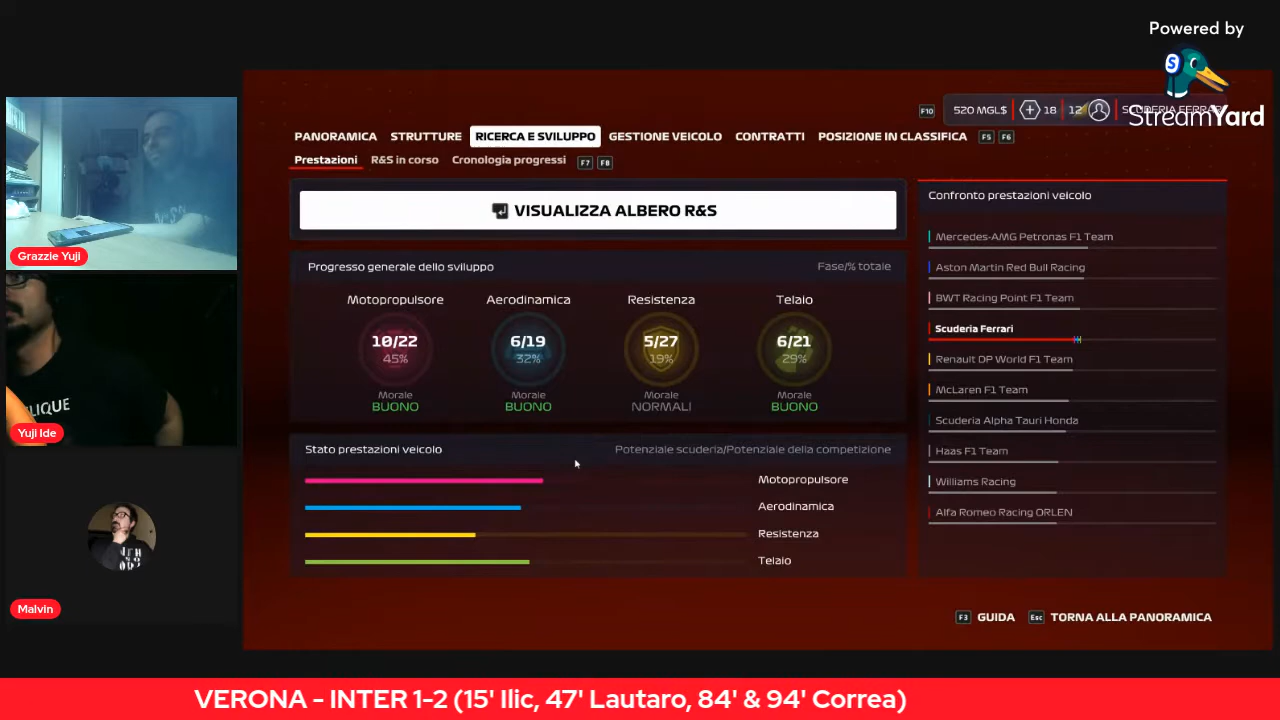 Powered by
StreamYard
F10
520 MGL$
18
12
PANORAMICA
STRUTTURE
RICERCA E SVILUPPO
GESTIONE VEICOLO
CONTRATTI
POSIZIONE IN CLASSIFICA
F5
F6
Prestazioni
R&S in corso
Cronologia progressi
F7
F8
VISUALIZZA ALBERO R&S
Progresso generale dello sviluppo
Fase/% totale
Motopropulsore
Aerodinamica
Resistenza
Telaio
10/22
6/19
5/27
6/21
45%
32%
19%
29%
Morale
Morale
Morale
Morale
BUONO
BUONO
NORMALI
BUONO
Stato prestazioni veicolo
Potenziale scuderia/Potenziale della competizione
Motopropulsore
Aerodinamica
Resistenza
Telaio
Confronto prestazioni veicolo
Mercedes-AMG Petronas F1 Team
Aston Martin Red Bull Racing
BWT Racing Point F1 Team
Scuderia Ferrari
Renault DP World F1 Team
McLaren F1 Team
Scuderia Alpha Tauri Honda
Haas F1 Team
Williams Racing
Alfa Romeo Racing ORLEN
F3
GUIDA
Esc
TORNA ALLA PANORAMICA
Grazzie Yuji
Yuji Ide
Malvin
VERONA - INTER 1-2 (15' Ilic, 47' Lautaro, 84' & 94' Correa)